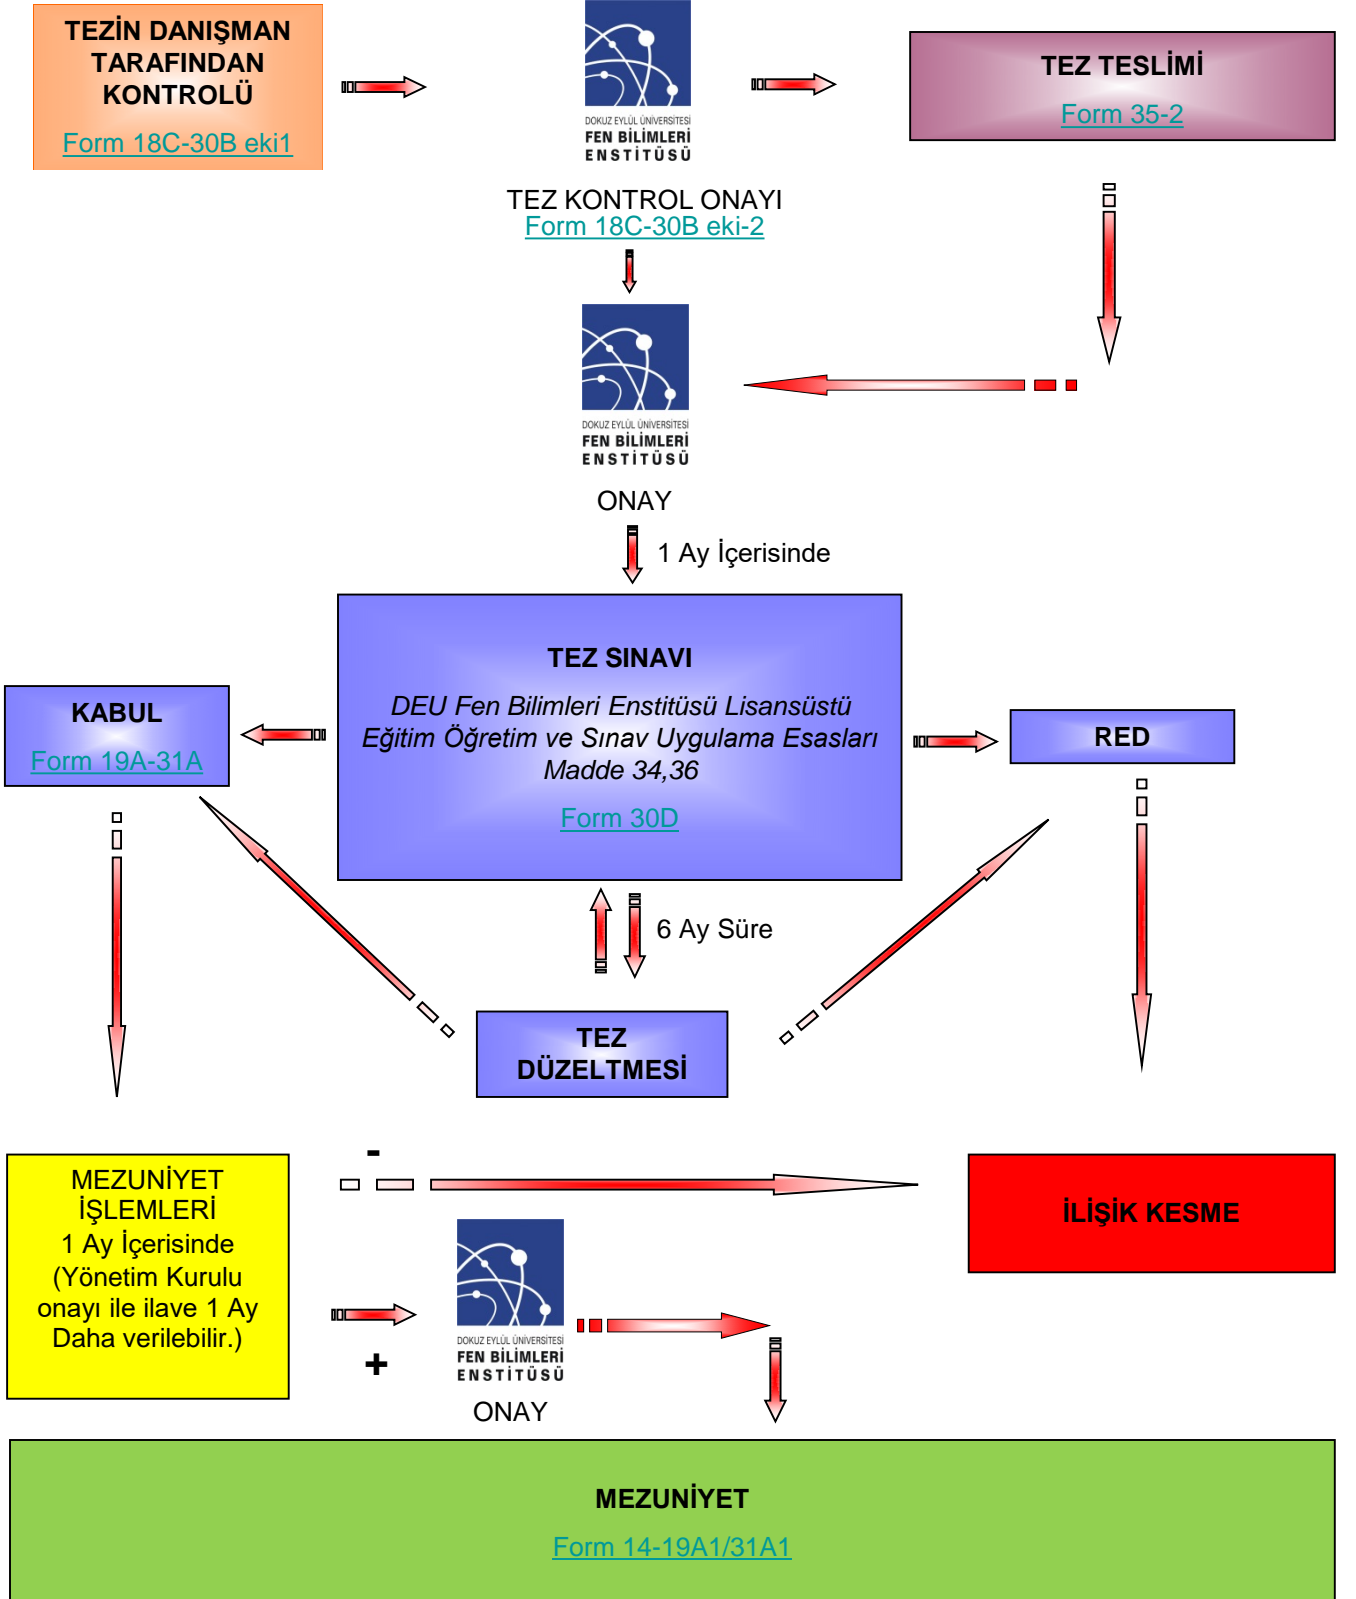 TEZİN DANIŞMAN
TARAFINDAN
KONTROLÜ
Form 18C-30B eki1
DOKUZ EYLÜL ÜNİVERSİTESİ
FEN BİLİMLERİ
ENSTİTÜSÜ
TEZ KONTROL ONAYI
Form 18C-30B eki-2
TEZ TESLİMİ
Form 35-2
DOKUZ EYLÜL ÜNİVERSİTESİ
FEN BİLİMLERİ
ENSTİTÜSÜ
ONAY
1 Ay İçerisinde
TEZ SINAVI
DEU Fen Bilimleri Enstitüsü Lisansüstü
Eğitim Öğretim ve Sınav Uygulama Esasları
Madde 34,36
Form 30D
KABUL
Form 19A-31A
RED
6 Ay Süre
TEZ
DÜZELTMESİ
MEZUNİYET
İŞLEMLERİ
1 Ay İçerisinde
(Yönetim Kurulu
onayı ile ilave 1 Ay
Daha verilebilir.)
-
+
İLİŞİK KESME
DOKUZ EYLÜL ÜNİVERSİTESİ
FEN BİLİMLERİ
ENSTİTÜSÜ
ONAY
MEZUNİYET
Form 14-19A1/31A1